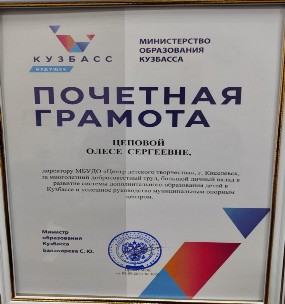 КУЗБАСС
БУДУЩЕЕ
МИНИСТЕРСТВО
ОБРАЗОВАНИЯ
КУЗБАССА
ПОЧЕТНАЯ
ГРАМОТА
ЦЕПОВОЙ
ОЛЕСЕ СЕРГЕЕВНЕ,
директору МБУДО «Центр детского творчества», г. Киселевск,
за многолетний добросовестный труд, большой личный вклад в
развитие системы дополнительного образования детей в
Кузбассе и успешное руководство муниципальным опорным
центром.
Министр
образования
Кузбасса
Балакирева С. Ю.